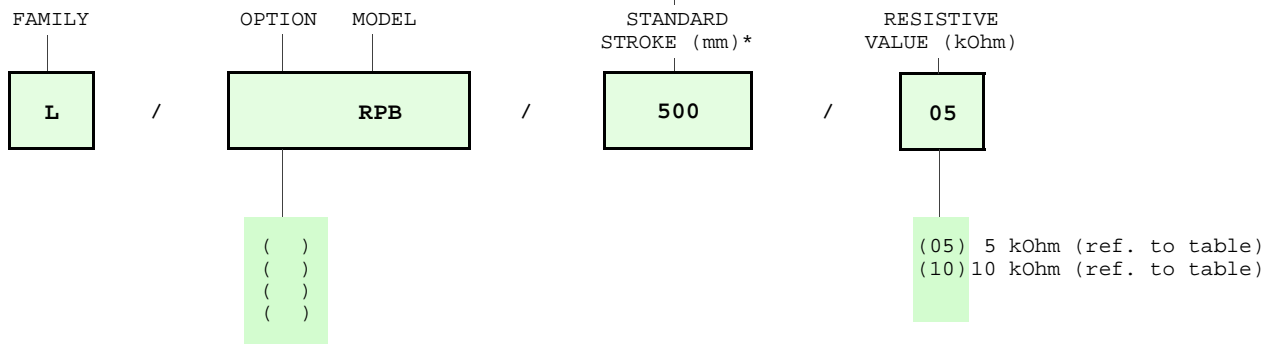 FAMILY OPTION MODEL STANDARD STROKE (mm)* RESISTIVE VALUE (kOhm)
L / RPB / 500 / 05
( )
( )
( )
( )
(05) 5 kOhm (ref. to table)
(10)10 kOhm (ref. to table)